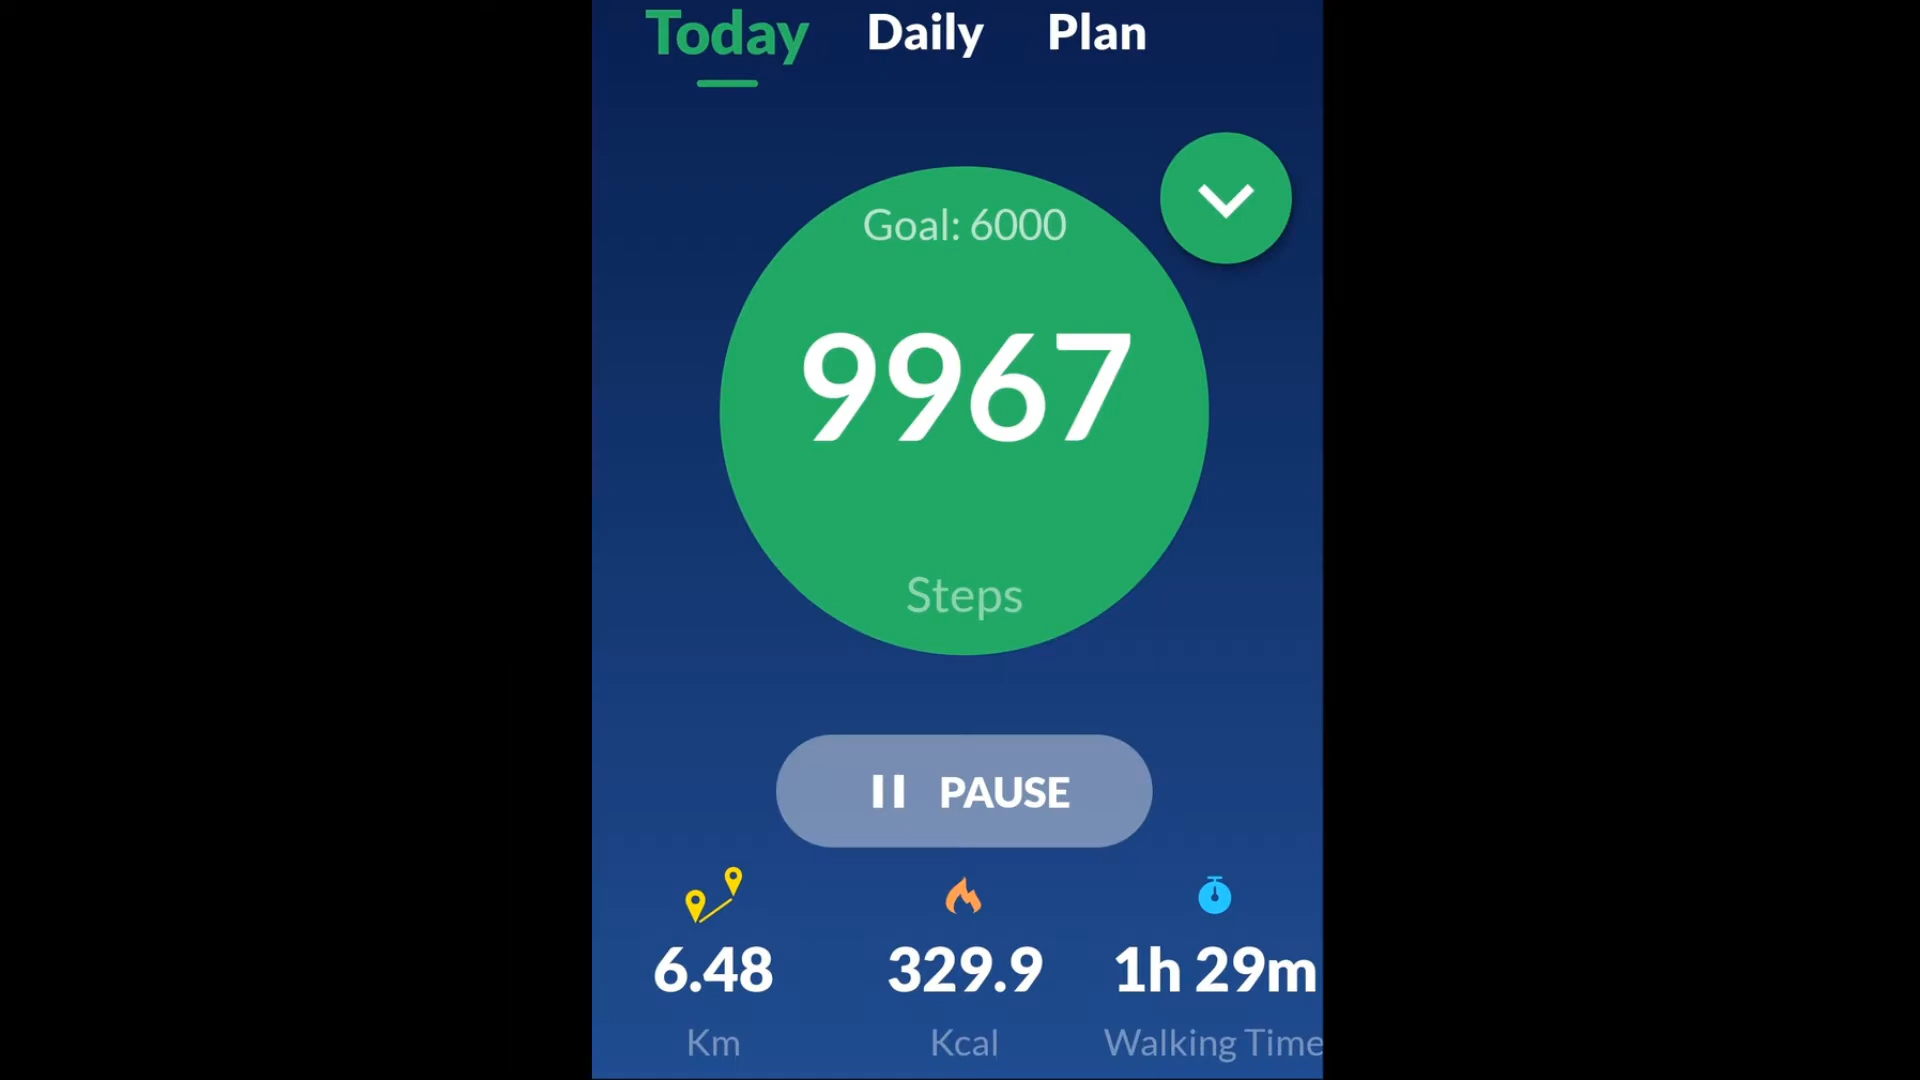 Today Daily Plan
Goal: 6000
9967
Steps
PAUSE
6.48 329.9 1h 29m
Km Kcal Walking Time